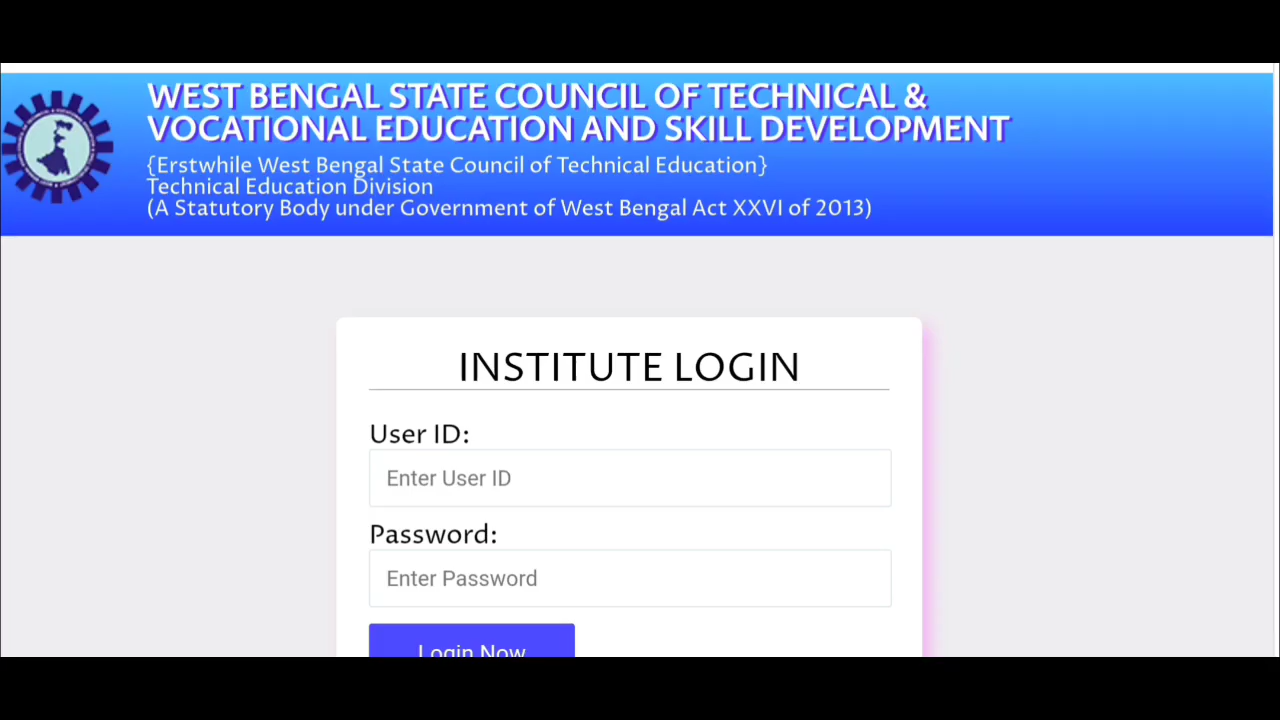 WEST BENGAL STATE COUNCIL OF TECHNICAL &
VOCATIONAL EDUCATION AND SKILL DEVELOPMENT
{Erstwhile West Bengal State Council of Technical Education}
Technical Education Division
(A Statutory Body under Government of West Bengal Act XXVI of 2013)
INSTITUTE LOGIN
User ID:
Enter User ID
Password:
Enter Password
Login Now